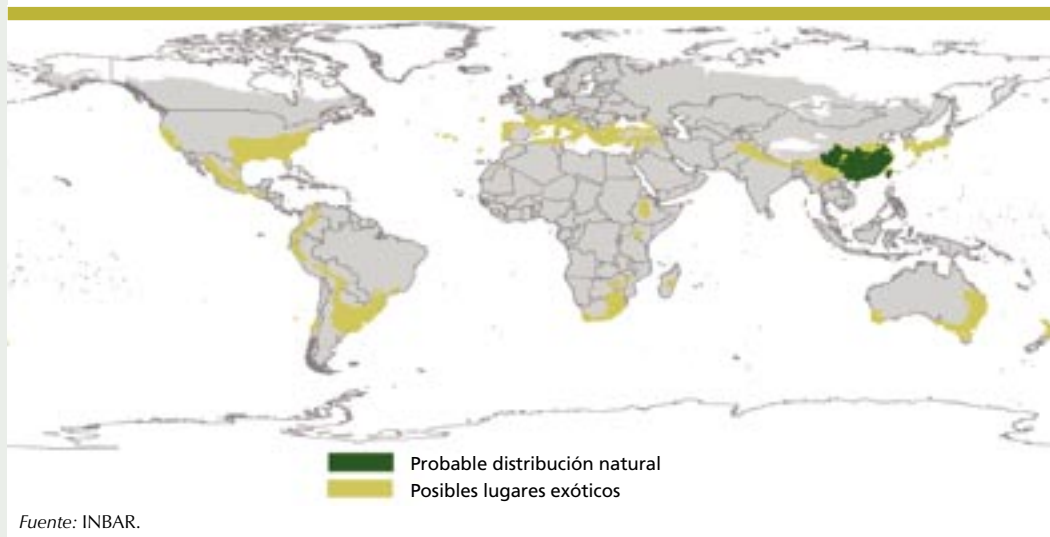 Probable distribución natural
Posibles lugares exóticos
Fuente: INBAR.